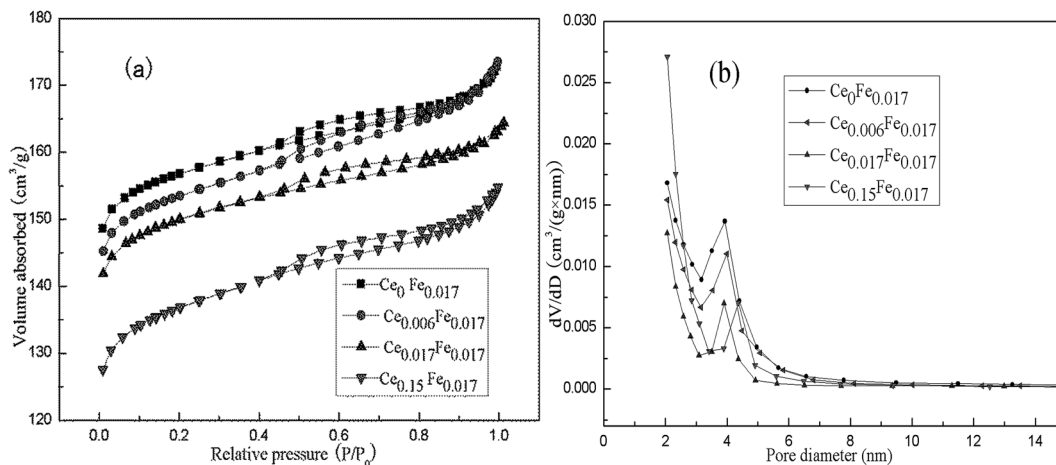 180
170
160
150
140
130
120
0.0
0.2
0.4
0.6
0.8
1.0
Volume absorbed (cm³/g)
Relative pressure (P/P₀)
(a)
Ce₀ Fe₀.₀₁₇
Ce₀.₀₀₆Fe₀.₀₁₇
Ce₀.₀₁₇Fe₀.₀₁₇
Ce₀.₁₅ Fe₀.₀₁₇
0.030
0.025
0.020
0.015
0.010
0.005
0.000
0
2
4
6
8
10
12
14
dV/dD (cm³/(g×nm)
Pore diameter (nm)
(b)
Ce₀Fe₀.₀₁₇
Ce₀.₀₀₆Fe₀.₀₁₇
Ce₀.₀₁₇Fe₀.₀₁₇
Ce₀.₁₅Fe₀.₀₁₇